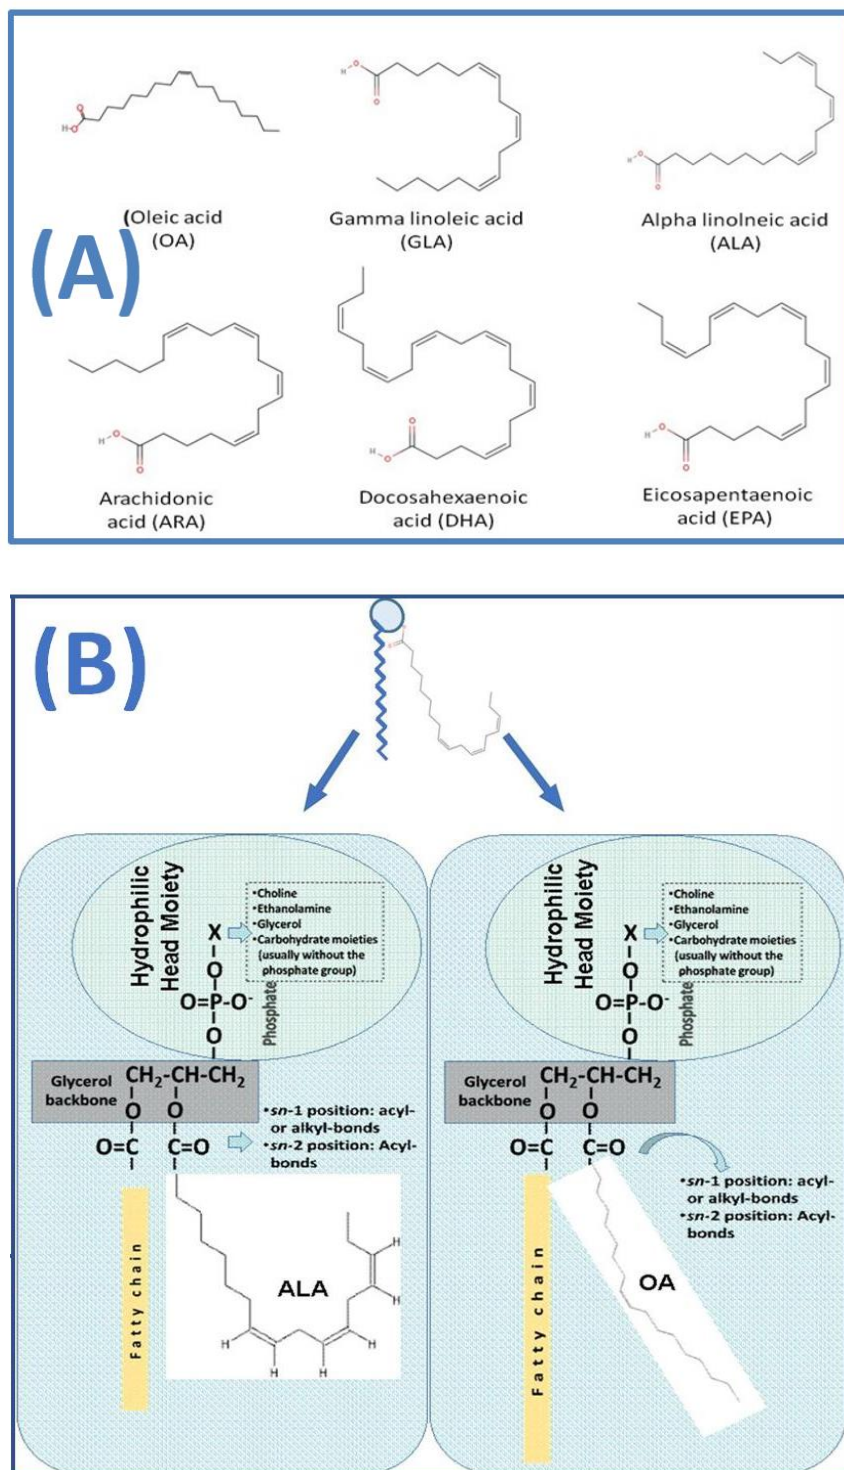 (Oleic acid
(OA)
Gamma linoleic acid
(GLA)
Alpha linolneic acid
(ALA)
(A)
Arachidonic
acid (ARA)
Docosahexaenoic
acid (DHA)
Eicosapentaenoic
acid (EPA)
(B)
Hydrophilic
Head Moiety
•Choline
•Ethanolamine
•Glycerol
•Carbohydrate moieties
(usually without the
phosphate group)
X
O
O=P-O-
O
Phosphate
Glycerol
backbone
CH2-CH-CH2
O O
O=C C=O
•sn-1 position: acyl-
or alkyl-bonds
•sn-2 position: Acyl-
bonds
Fatty chain
ALA
H
H
H
H
H
H
Hydrophilic
Head Moiety
•Choline
•Ethanolamine
•Glycerol
•Carbohydrate moieties
(usually without the
phosphate group)
X
O
O=P-O-
O
Phosphate
Glycerol
backbone
CH2-CH-CH2
O O
O=C C=O
•sn-1 position: acyl-
or alkyl-bonds
•sn-2 position: Acyl-
bonds
Fatty chain
OA